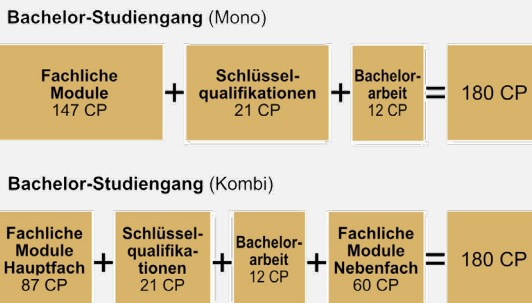 Bachelor-Studiengang (Mono)
Fachliche
Module
147 CP
+
Schlüssel-
qualifikationen
21 CP
+
Bachelor-
arbeit
12 CP
=
180 CP
Bachelor-Studiengang (Kombi)
Fachliche
Module
Hauptfach
87 CP
+
Schlüssel-
qualifika-
tionen
21 CP
+
Bachelor-
arbeit
12 CP
+
Fachliche
Module
Nebenfach
60 CP
=
180 CP